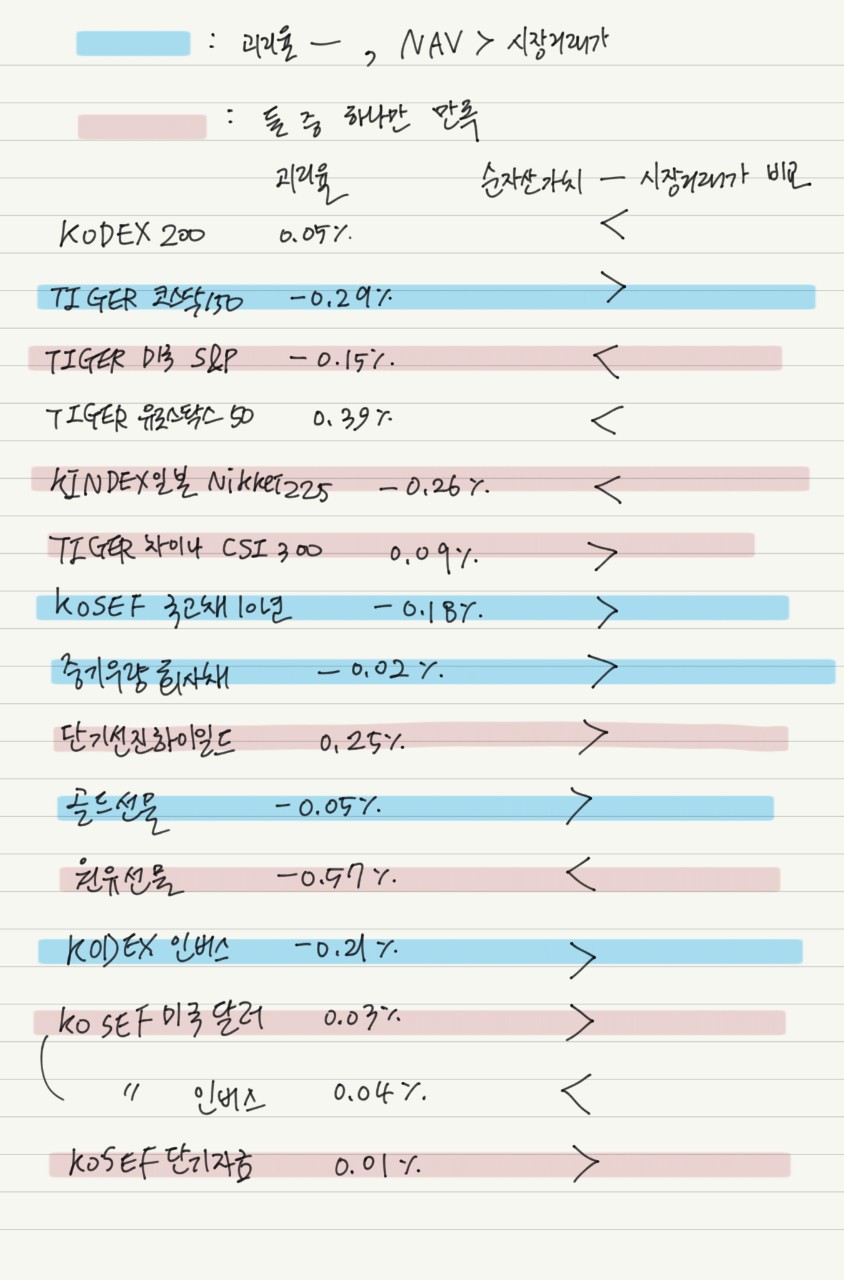 : 괴리율 — , NAV > 시장거래가
: 둘 중 하나만 만족
괴리율 순자산가치 — 시장거래가 비교
KODEX 200 0.05% <
TIGER 코스닥150 -0.29% >
TIGER 미국 S&P -0.15% <
TIGER 유로스탁스 50 0.39% <
KINDEX일본 Nikkei225 -0.26% <
TIGER 차이나 CSI 300 0.09% >
KOSEF 국고채 10년 -0.18% >
중기우량 회사채 -0.02% >
단기선진하이일드 0.25% >
골드선물 -0.05% >
원유선물 -0.57% <
KODEX 인버스 -0.21% >
KOSEF 미국 달러 0.03% >
〃 인버스 0.04% <
KOSEF 단기자금 0.01% >